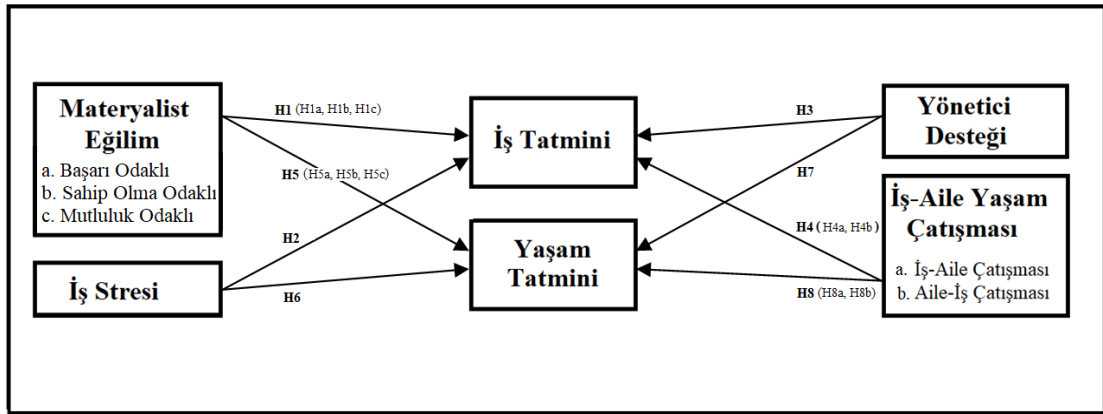 Materyalist
Eğilim
a. Başarı Odaklı
b. Sahip Olma Odaklı
c. Mutluluk Odaklı
İş Stresi
H1 (H1a, H1b, H1c)
H5 (H5a, H5b, H5c)
H2
H6
İş Tatmini
Yaşam
Tatmini
H3
H7
H4 ( H4a, H4b)
H8 (H8a, H8b)
Yönetici
Desteği
İş-Aile Yaşam
Çatışması
a. İş-Aile Çatışması
b. Aile-İş Çatışması